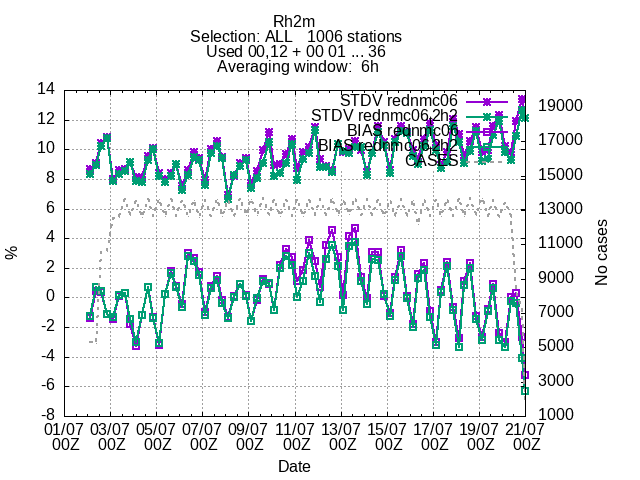 Rh2m
Selection: ALL   1006 stations
Used 00,12 + 00 01 ... 36
Averaging window:  6h
STDV rednmc06
STDV rednmc06.2h2
BIAS rednmc06
BIAS rednmc06.2h2
CASES
14
12
10
8
6
4
2
0
-2
-4
-6
-8
%
19000
17000
15000
13000
11000
9000
7000
5000
3000
1000
No cases
01/07 03/07 05/07 07/07 09/07 11/07 13/07 15/07 17/07 19/07 21/07
00Z 00Z 00Z 00Z 00Z 00Z 00Z 00Z 00Z 00Z 00Z
Date